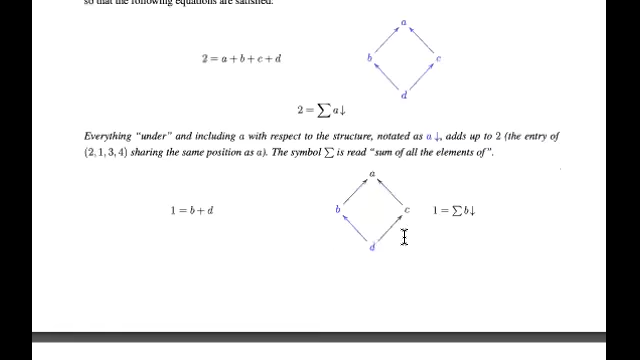 so that the following equations are satisfied.
a
2 = a + b + c + d
b
c
d
2 = ∑ a↓
Everything “under” and including a with respect to the structure, notated as a ↓, adds up to 2 (the entry of
(2, 1, 3, 4) sharing the same position as a). The symbol ∑ is read “sum of all the elements of”.
a
1 = b + d
b
c
1 = ∑ b↓
d